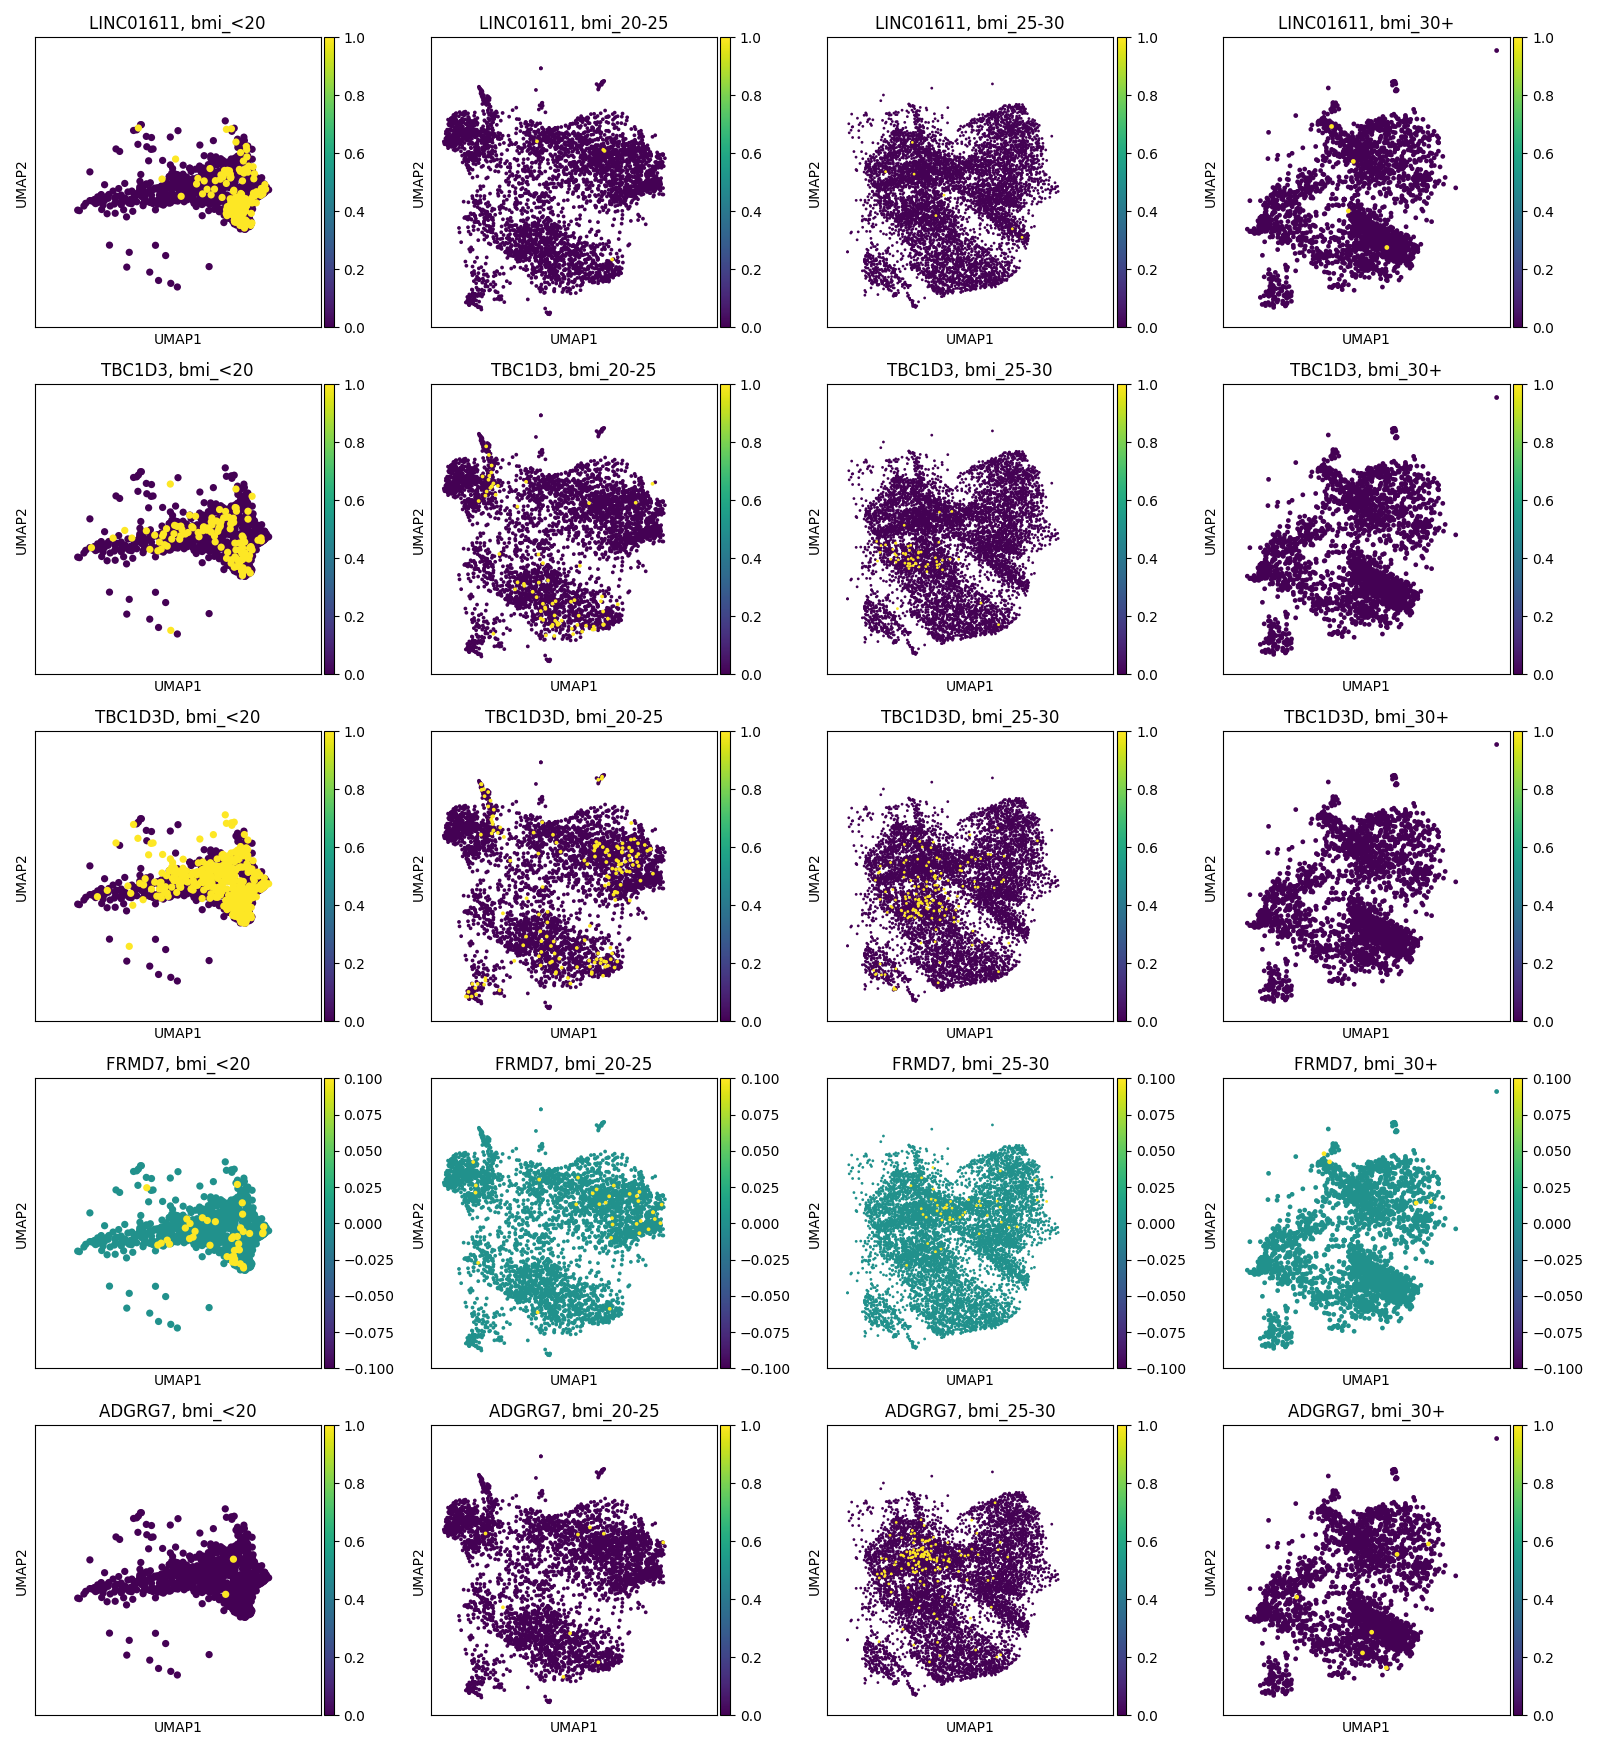 LINC01611, bmi_<20
LINC01611, bmi_20-25
LINC01611, bmi_25-30
LINC01611, bmi_30+
UMAP2
UMAP1
1.0
0.8
0.6
0.4
0.2
0.0
UMAP2
UMAP1
1.0
0.8
0.6
0.4
0.2
0.0
UMAP2
UMAP1
1.0
0.8
0.6
0.4
0.2
0.0
UMAP2
UMAP1
1.0
0.8
0.6
0.4
0.2
0.0
TBC1D3, bmi_<20
TBC1D3, bmi_20-25
TBC1D3, bmi_25-30
TBC1D3, bmi_30+
UMAP2
UMAP1
1.0
0.8
0.6
0.4
0.2
0.0
UMAP2
UMAP1
1.0
0.8
0.6
0.4
0.2
0.0
UMAP2
UMAP1
1.0
0.8
0.6
0.4
0.2
0.0
UMAP2
UMAP1
1.0
0.8
0.6
0.4
0.2
0.0
TBC1D3D, bmi_<20
TBC1D3D, bmi_20-25
TBC1D3D, bmi_25-30
TBC1D3D, bmi_30+
UMAP2
UMAP1
1.0
0.8
0.6
0.4
0.2
0.0
UMAP2
UMAP1
1.0
0.8
0.6
0.4
0.2
0.0
UMAP2
UMAP1
1.0
0.8
0.6
0.4
0.2
0.0
UMAP2
UMAP1
1.0
0.8
0.6
0.4
0.2
0.0
FRMD7, bmi_<20
FRMD7, bmi_20-25
FRMD7, bmi_25-30
FRMD7, bmi_30+
UMAP2
UMAP1
0.100
0.075
0.050
0.025
0.000
−0.025
−0.050
−0.075
−0.100
UMAP2
UMAP1
0.100
0.075
0.050
0.025
0.000
−0.025
−0.050
−0.075
−0.100
UMAP2
UMAP1
0.100
0.075
0.050
0.025
0.000
−0.025
−0.050
−0.075
−0.100
UMAP2
UMAP1
0.100
0.075
0.050
0.025
0.000
−0.025
−0.050
−0.075
−0.100
ADGRG7, bmi_<20
ADGRG7, bmi_20-25
ADGRG7, bmi_25-30
ADGRG7, bmi_30+
UMAP2
UMAP1
1.0
0.8
0.6
0.4
0.2
0.0
UMAP2
UMAP1
1.0
0.8
0.6
0.4
0.2
0.0
UMAP2
UMAP1
1.0
0.8
0.6
0.4
0.2
0.0
UMAP2
UMAP1
1.0
0.8
0.6
0.4
0.2
0.0